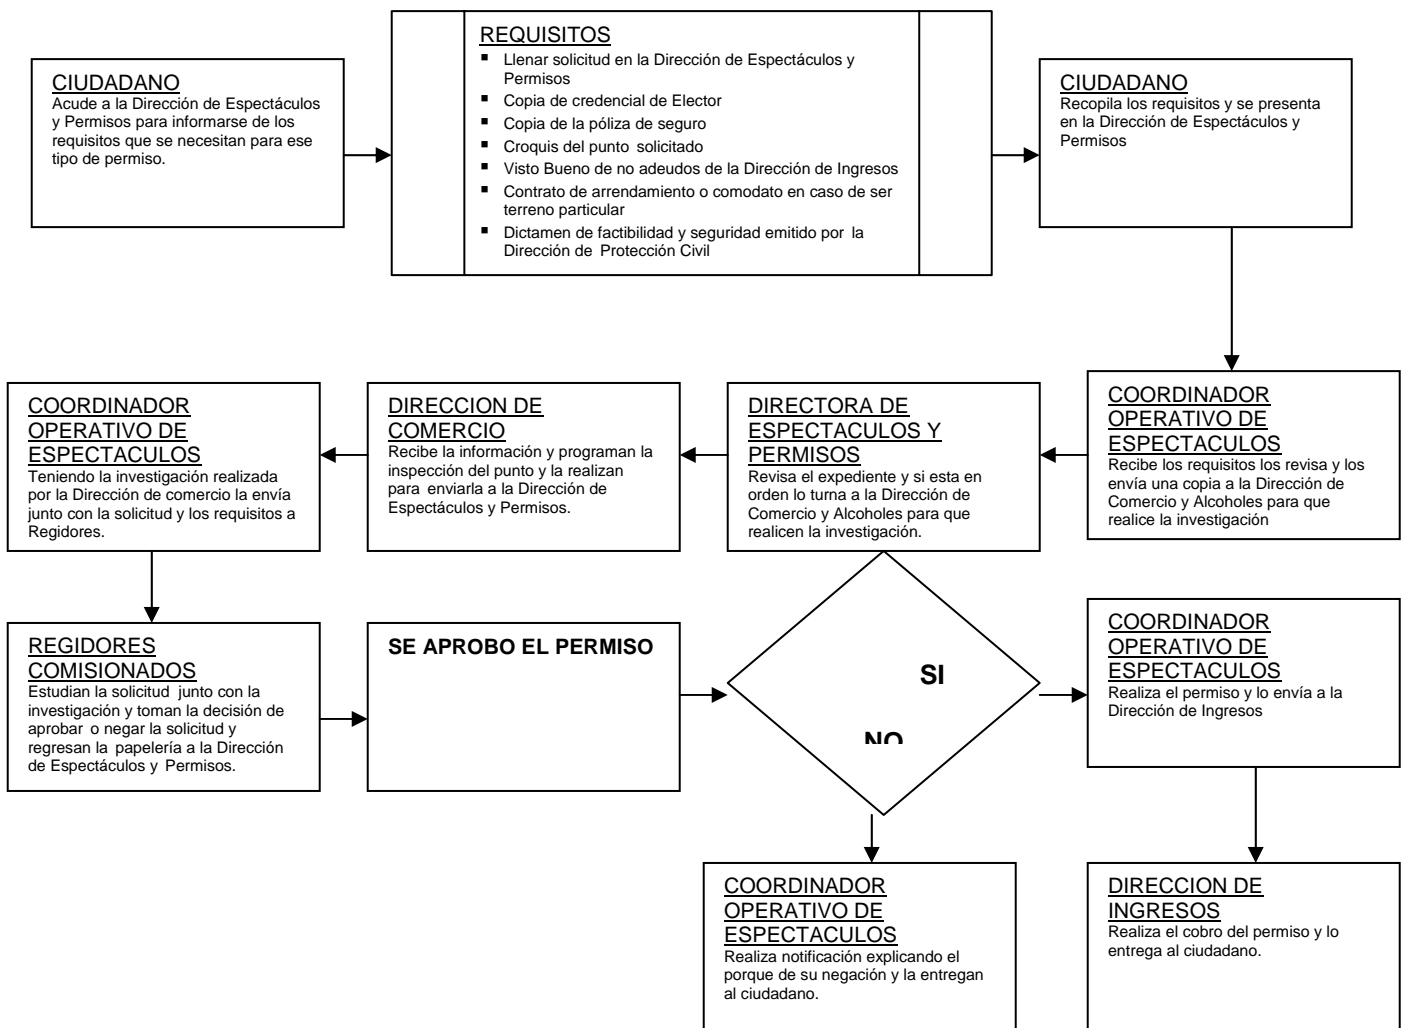 CIUDADANO
Acude a la Dirección de Espectáculos
y Permisos para informarse de los
requisitos que se necesitan para ese
tipo de permiso.
REQUISITOS
▪ Llenar solicitud en la Dirección de Espectáculos y
Permisos
▪ Copia de credencial de Elector
▪ Copia de la póliza de seguro
▪ Croquis del punto solicitado
▪ Visto Bueno de no adeudos de la Dirección de Ingresos
▪ Contrato de arrendamiento o comodato en caso de ser
terreno particular
▪ Dictamen de factibilidad y seguridad emitido por la
Dirección de Protección Civil
CIUDADANO
Recopila los requisitos y se presenta
en la Dirección de Espectáculos y
Permisos
COORDINADOR
OPERATIVO DE
ESPECTACULOS
Recibe los requisitos los revisa y los
envía una copia a la Dirección de
Comercio y Alcoholes para que
realice la investigación
DIRECTORA DE
ESPECTACULOS Y
PERMISOS
Revisa el expediente y si esta en
orden lo turna a la Dirección de
Comercio y Alcoholes para que
realicen la investigación.
DIRECCION DE
COMERCIO
Recibe la información y programan la
inspección del punto y la realizan
para enviarla a la Dirección de
Espectáculos y Permisos.
COORDINADOR
OPERATIVO DE
ESPECTACULOS
Teniendo la investigación realizada
por la Dirección de comercio la envía
junto con la solicitud y los requisitos a
Regidores.
REGIDORES
COMISIONADOS
Estudian la solicitud junto con la
investigación y toman la decisión de
aprobar o negar la solicitud y
regresan la papelería a la Dirección
de Espectáculos y Permisos.
SE APROBO EL PERMISO
SI
NO
COORDINADOR
OPERATIVO DE
ESPECTACULOS
Realiza el permiso y lo envía a la
Dirección de Ingresos
COORDINADOR
OPERATIVO DE
ESPECTACULOS
Realiza notificación explicando el
porque de su negación y la entregan
al ciudadano.
DIRECCION DE
INGRESOS
Realiza el cobro del permiso y lo
entrega al ciudadano.